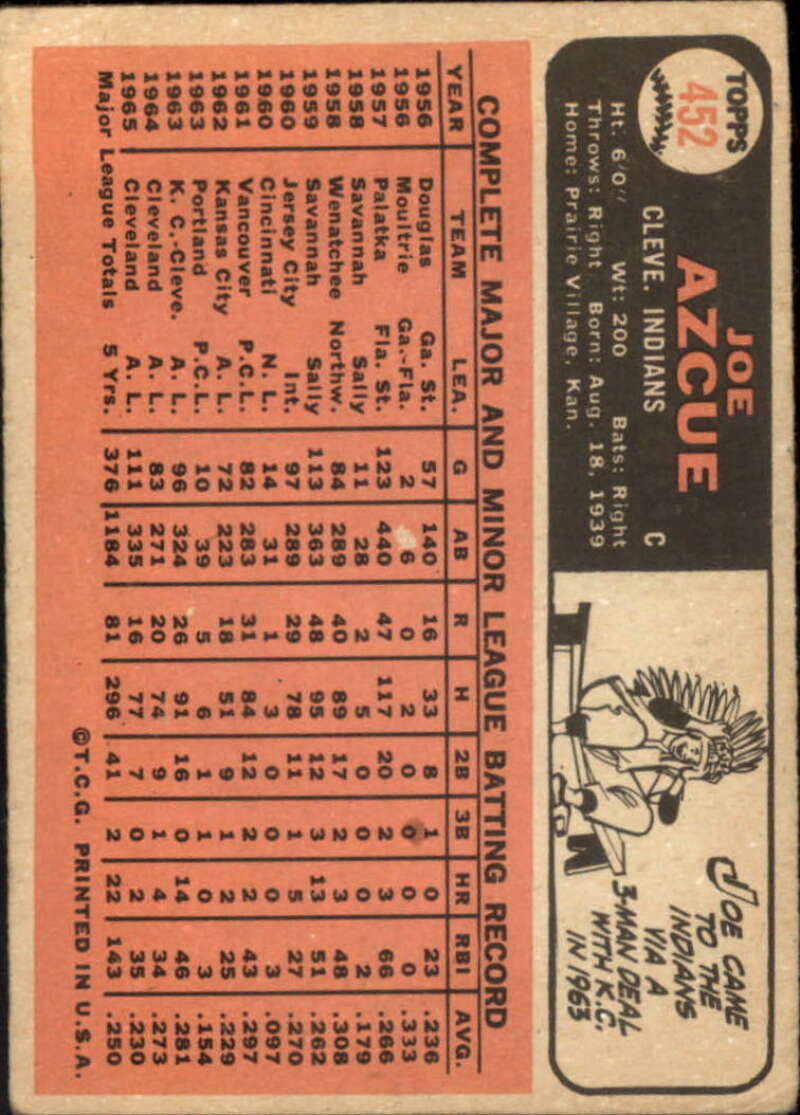 TOPPS
452
JOE
AZCUE
CLEVE. INDIANS C
Ht: 6'0" Wt: 200 Bats: Right
Throws: Right Born: Aug. 18, 1939
Home: Prairie Village, Kan.
JOE CAME
TO THE
INDIANS
VIA A
3-MAN DEAL
WITH K.C.
IN 1963
COMPLETE MAJOR AND MINOR LEAGUE BATTING RECORD
YEAR TEAM LEA. G AB R H 2B 3B HR RBI AVG.
1956 Douglas Ga. St. 57 140 16 33 8 1 0 23 .236
1956 Moultrie Ga.-Fla. 2 6 0 2 0 0 0 0 .333
1957 Palatka Fla. St. 123 440 47 117 20 2 3 66 .266
1958 Savannah Sally 11 28 2 5 0 0 0 2 .179
1958 Wenatchee Northw. 84 289 40 89 17 2 3 48 .308
1959 Savannah Sally 113 363 48 95 12 3 13 51 .262
1960 Jersey City Int. 97 289 29 78 11 1 5 27 .270
1960 Cincinnati N. L. 14 31 1 3 0 0 0 3 .097
1961 Vancouver P.C.L. 82 283 31 84 12 2 2 43 .297
1962 Kansas City A. L. 72 223 18 51 9 1 2 25 .229
1963 Portland P.C.L. 10 39 5 6 1 1 0 3 .154
1963 K. C.-Cleve. A. L. 96 324 26 91 16 0 14 46 .281
1964 Cleveland A. L. 83 271 20 74 9 1 4 34 .273
1965 Cleveland A. L. 111 335 16 77 7 0 2 35 .230
Major League Totals 5 Yrs. 376 1184 81 296 41 2 22 143 .250
©T.C.G. PRINTED IN U.S.A.